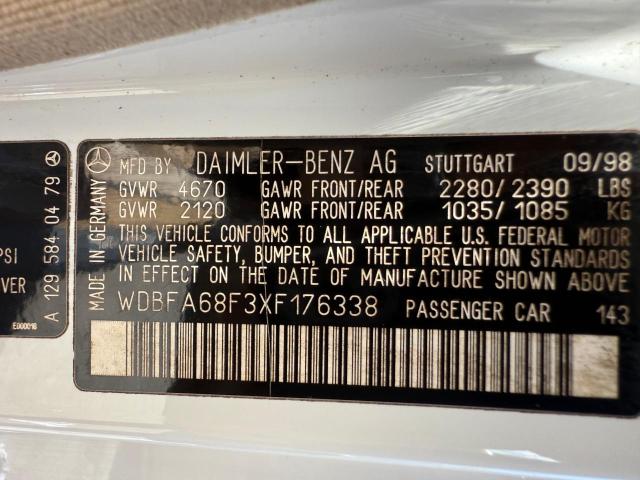 PSI
VER
E000018
A 129 584 04 79
MADE IN GERMANY
MFD BY DAIMLER-BENZ AG STUTTGART 09/98
GVWR 4670 GAWR FRONT/REAR 2280/2390 LBS
GVWR 2120 GAWR FRONT/REAR 1035/1085 KG
THIS VEHICLE CONFORMS TO ALL APPLICABLE U.S. FEDERAL MOTOR
VEHICLE SAFETY, BUMPER, AND THEFT PREVENTION STANDARDS
IN EFFECT ON THE DATE OF MANUFACTURE SHOWN ABOVE
WDBFA68F3XF176338 PASSENGER CAR 143